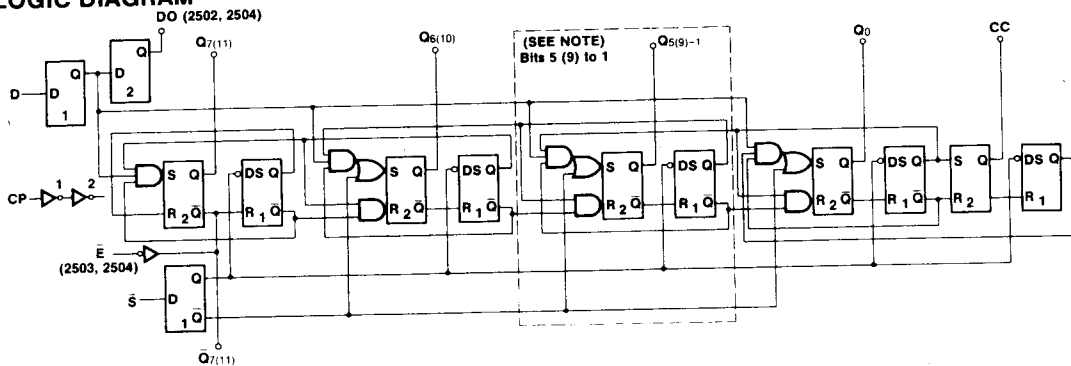 LOGIC DIAGRAM
DO (2502, 2504)
Q7(11)
Q6(10)
(SEE NOTE)
Bits 5 (9) to 1
Q5(9)-1
Q0
CC
D
D Q
1
D Q
2
S Q
R 2 Q̄
DS Q
R 1 Q̄
S Q
R 2 Q̄
DS Q
R 1 Q̄
S Q
R 2 Q̄
DS Q
R 1 Q̄
S Q
R 2 Q̄
DS Q
R 1 Q̄
S Q
R 2 Q̄
DS Q
R 1
CP 1 2
Ē
(2503, 2504)
S̄
D Q
1 Q̄
Q̄7(11)